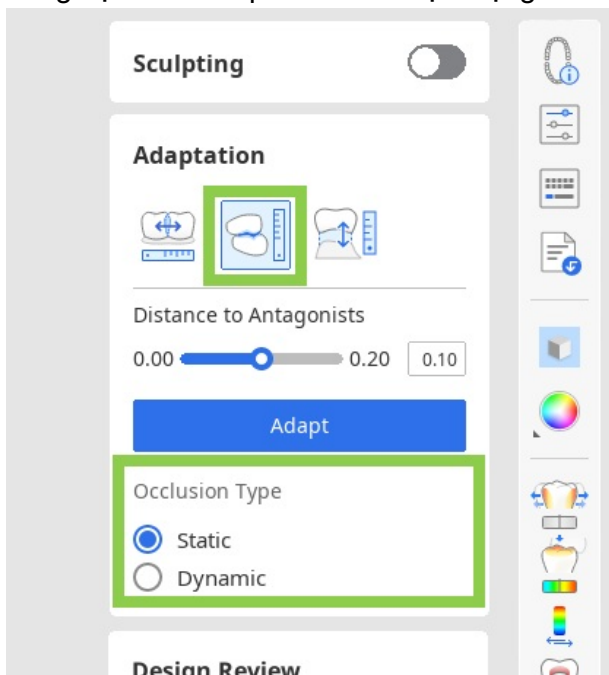 Sculpting
Adaptation
Distance to Antagonists
0.00 0.20 0.10
Adapt
Occlusion Type
Static
Dynamic
Design Review